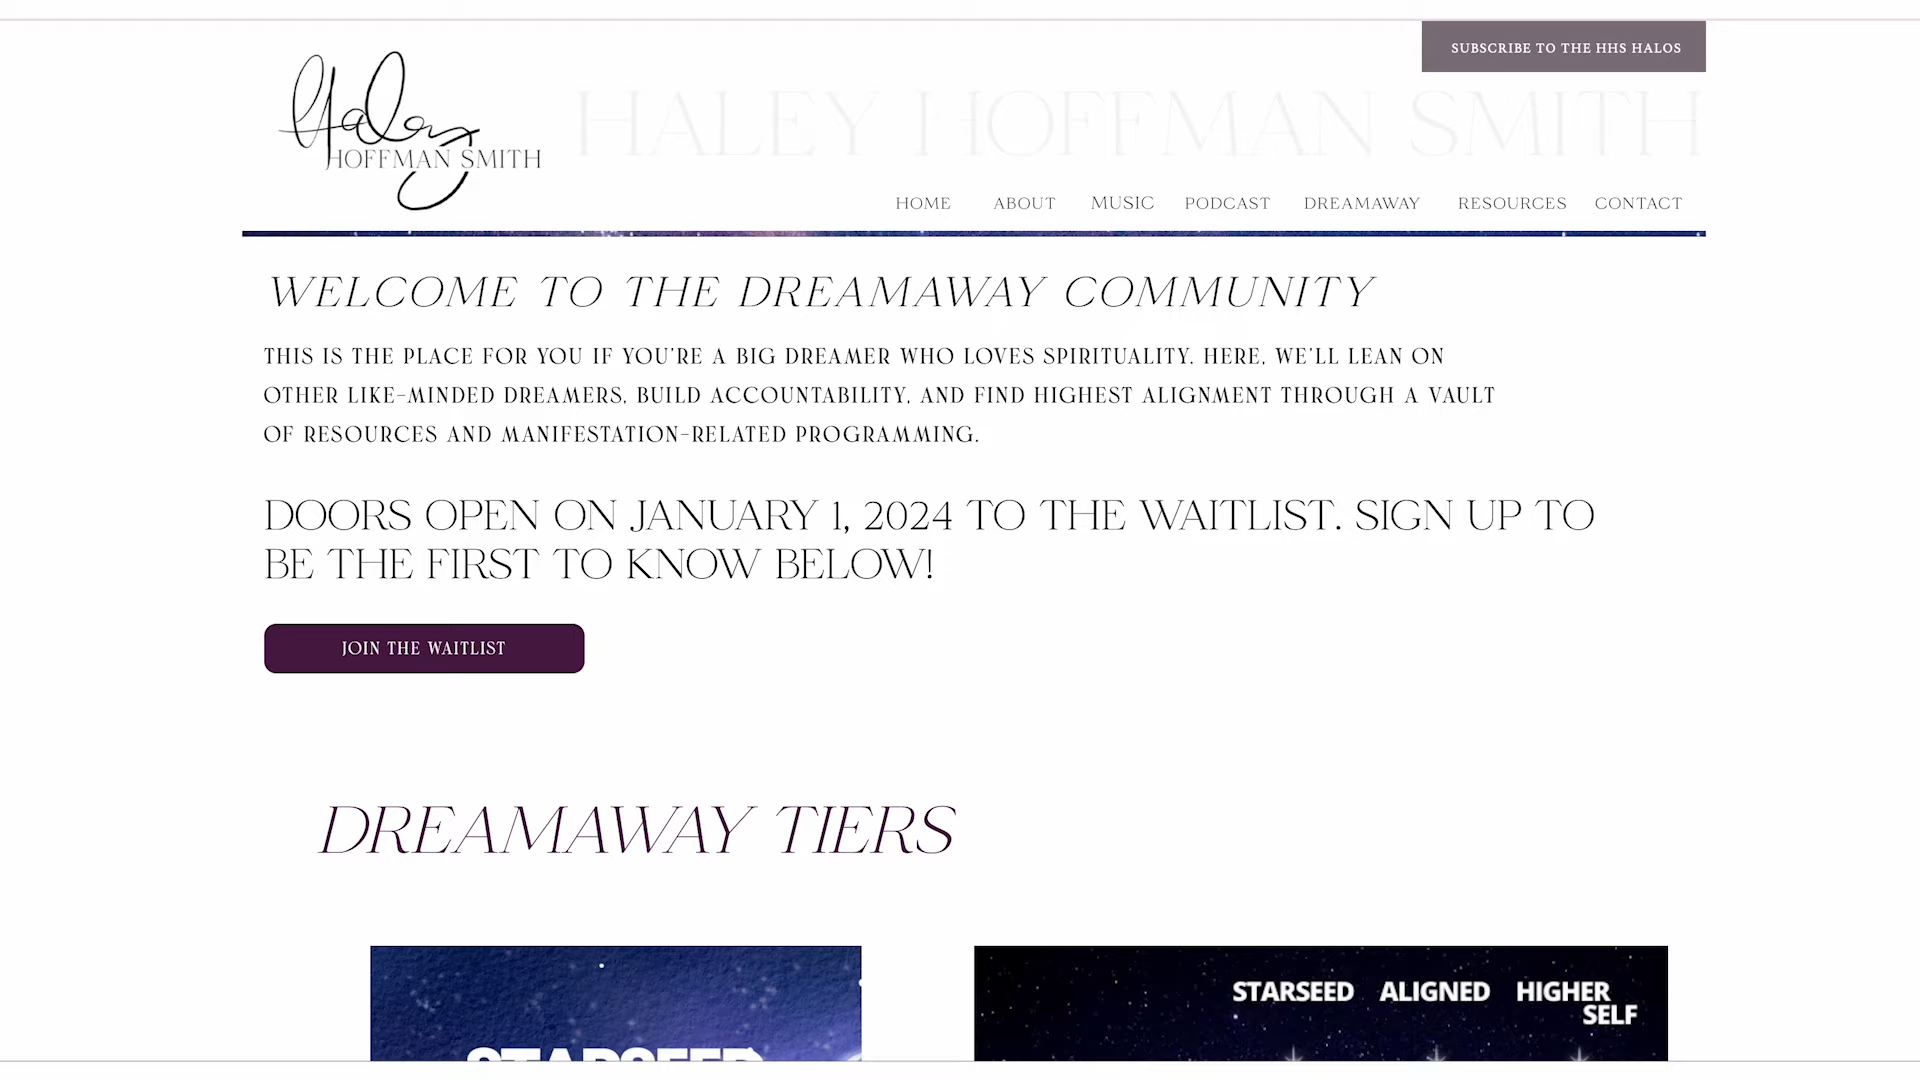 SUBSCRIBE TO THE HHS HALOS
Haley
HOFFMAN SMITH
HALEY HOFFMAN SMITH
HOME ABOUT MUSIC PODCAST DREAMAWAY RESOURCES CONTACT
WELCOME TO THE DREAMAWAY COMMUNITY
THIS IS THE PLACE FOR YOU IF YOU'RE A BIG DREAMER WHO LOVES SPIRITUALITY. HERE, WE'LL LEAN ON
OTHER LIKE-MINDED DREAMERS, BUILD ACCOUNTABILITY, AND FIND HIGHEST ALIGNMENT THROUGH A VAULT
OF RESOURCES AND MANIFESTATION-RELATED PROGRAMMING.
DOORS OPEN ON JANUARY 1, 2024 TO THE WAITLIST. SIGN UP TO
BE THE FIRST TO KNOW BELOW!
JOIN THE WAITLIST
DREAMAWAY TIERS
STARSEED
STARSEED ALIGNED HIGHER
SELF